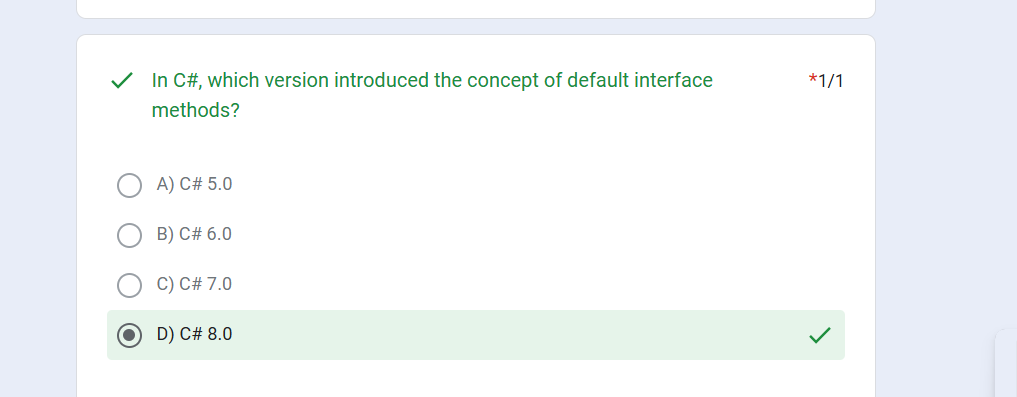 In C#, which version introduced the concept of default interface
methods?
*1/1
A) C# 5.0
B) C# 6.0
C) C# 7.0
D) C# 8.0